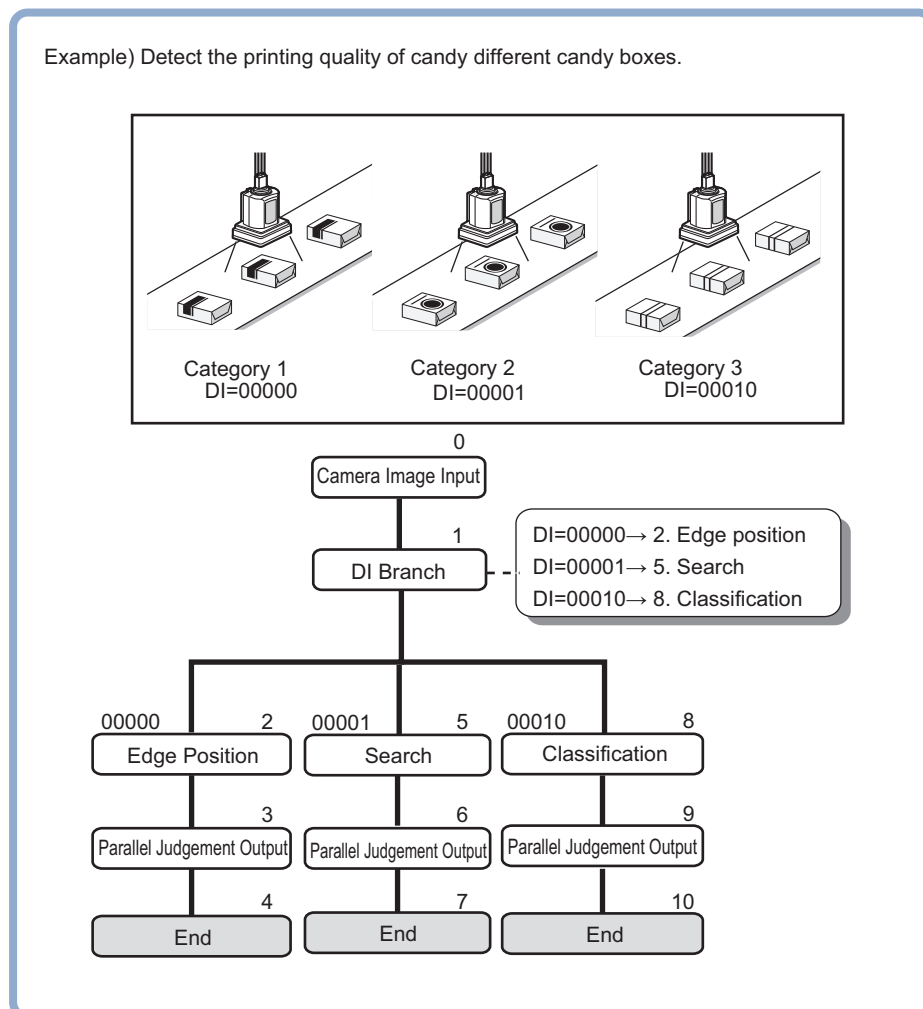 Example) Detect the printing quality of candy different candy boxes.
Category 1
DI=00000
Category 2
DI=00001
Category 3
DI=00010
0
Camera Image Input
1
DI Branch
DI=00000→ 2. Edge position
DI=00001→ 5. Search
DI=00010→ 8. Classification
00000 2
Edge Position
00001 5
Search
00010 8
Classification
3
Parallel Judgement Output
6
Parallel Judgement Output
9
Parallel Judgement Output
4
End
7
End
10
End